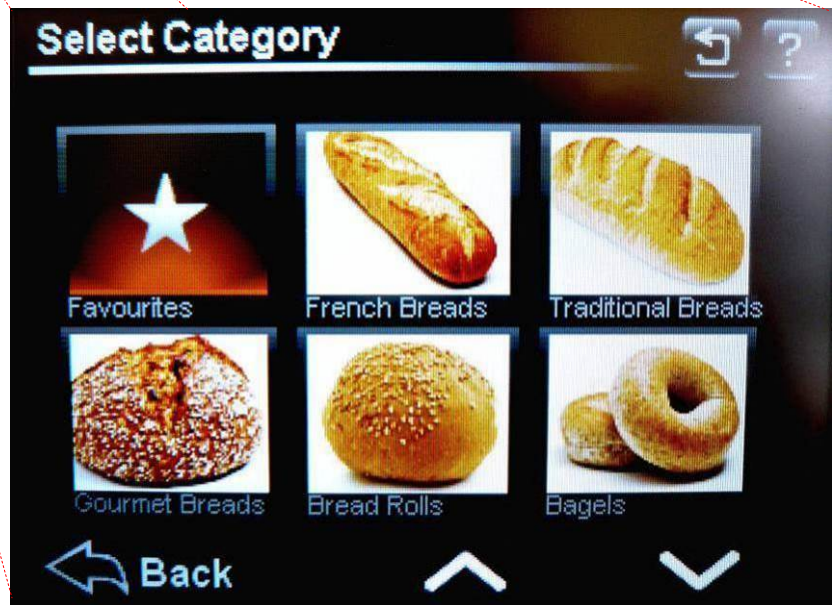 Select Category
?
Favourites
French Breads
Traditional Breads
Gourmet Breads
Bread Rolls
Bagels
Back